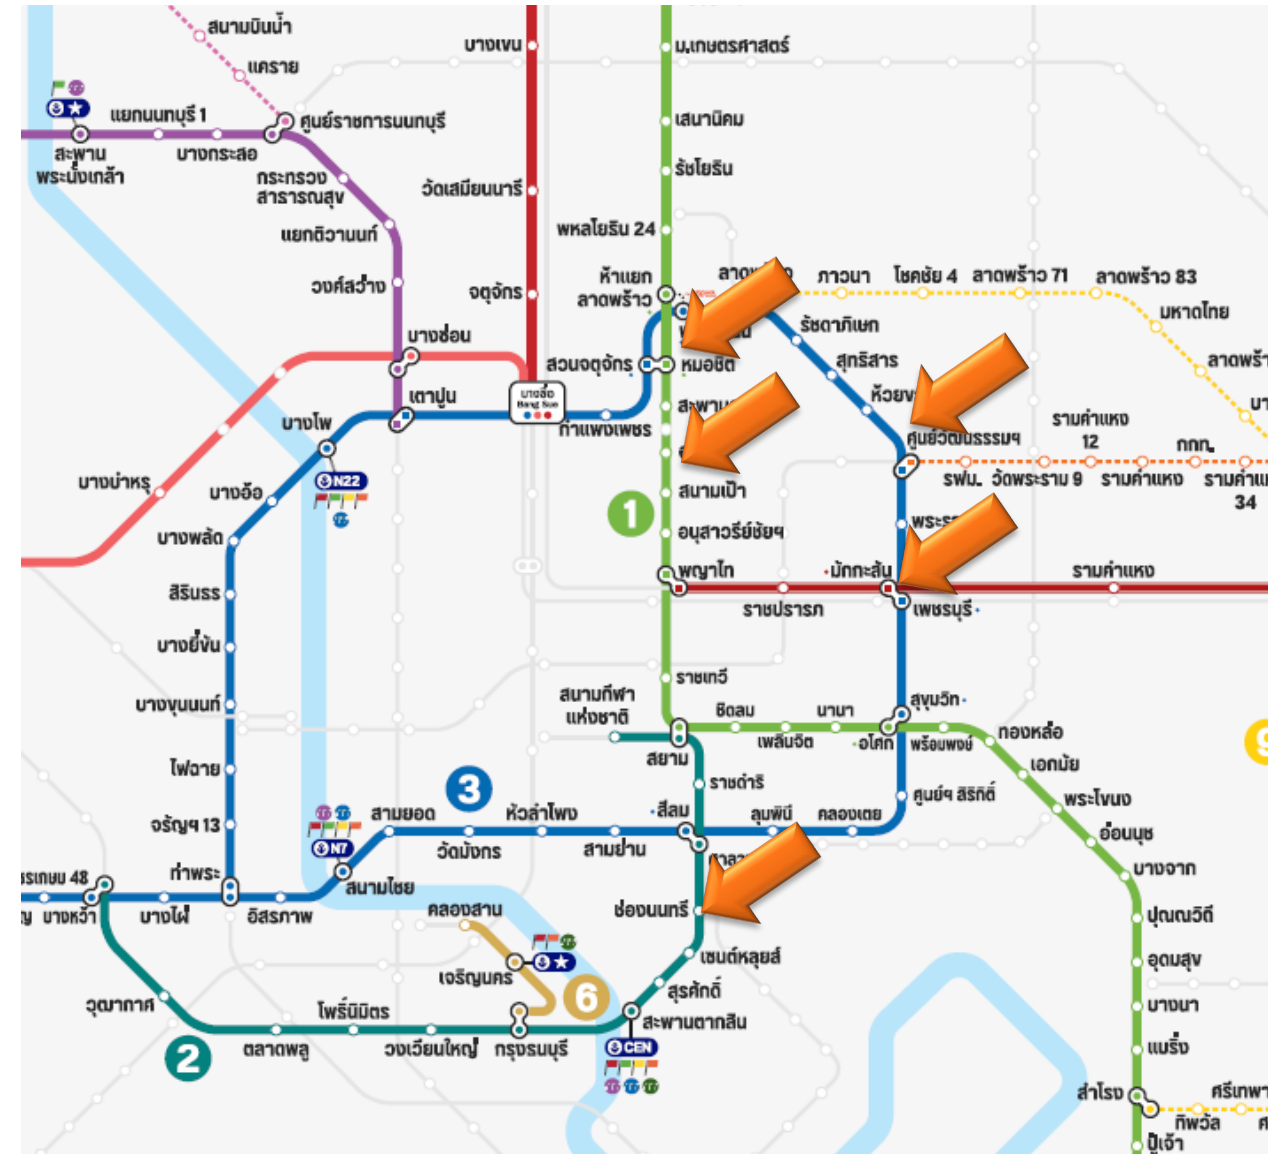 สนามบินน้ำ
แคราย
บางเขน
ม.เกษตรศาสตร์
แยกนนทบุรี 1
ศูนย์ราชการนนทบุรี
เสนานิคม
สะพาน
พระนั่งเกล้า
บางกระสอ
กระทรวง
สาธารณสุข
รัชโยธิน
วัดเสมียนนารี
แยกติวานนท์
พหลโยธิน 24
วงศ์สว่าง
จตุจักร
ห้าแยก
ลาดพร้าว
ภาวนา
โชคชัย 4
ลาดพร้าว 71
ลาดพร้าว 83
มหาดไทย
รัชดาภิเษก
บางซ่อน
สุทธิสาร
สวนจตุจักร
หมอชิต
เตาปูน
บางซื่อ
Bang Sue
กำแพงเพชร
บางโพ
ศูนย์วัฒนธรรมฯ
รามคำแหง
12
กกท.
บางบำหรุ
N22
บางอ้อ
สนามเป้า
รฟม.
วัดพระราม 9
รามคำแหง
34
1
อนุสาวรีย์ชัยฯ
บางพลัด
พญาไท
มักกะสัน
รามคำแหง
สิรินธร
ราชปรารภ
เพชรบุรี
บางยี่ขัน
ราชเทวี
สนามกีฬา
แห่งชาติ
บางขุนนนท์
ชิดลม
นานา
สุขุมวิท
เพลินจิต
อโศก
พร้อมพงษ์
ทองหล่อ
สยาม
เอกมัย
ไฟฉาย
ราชดำริ
3
ศูนย์ฯ สิริกิติ์
พระโขนง
จรัญฯ 13
สามยอด
หัวลำโพง
สีลม
ลุมพินี
คลองเตย
อ่อนนุช
N7
วัดมังกร
สามย่าน
บางจาก
ท่าพระ
สนามไชย
บางหว้า
บางไผ่
อิสรภาพ
คลองสาน
ช่องนนทรี
ปุณณวิถี
เซนต์หลุยส์
อุดมสุข
เจริญนคร
6
สุรศักดิ์
วุฒากาศ
โพธิ์นิมิตร
สะพานตากสิน
บางนา
2
ตลาดพลู
วงเวียนใหญ่
กรุงธนบุรี
CEN
แบริ่ง
สำโรง
ทิพวัล
ปู่เจ้า